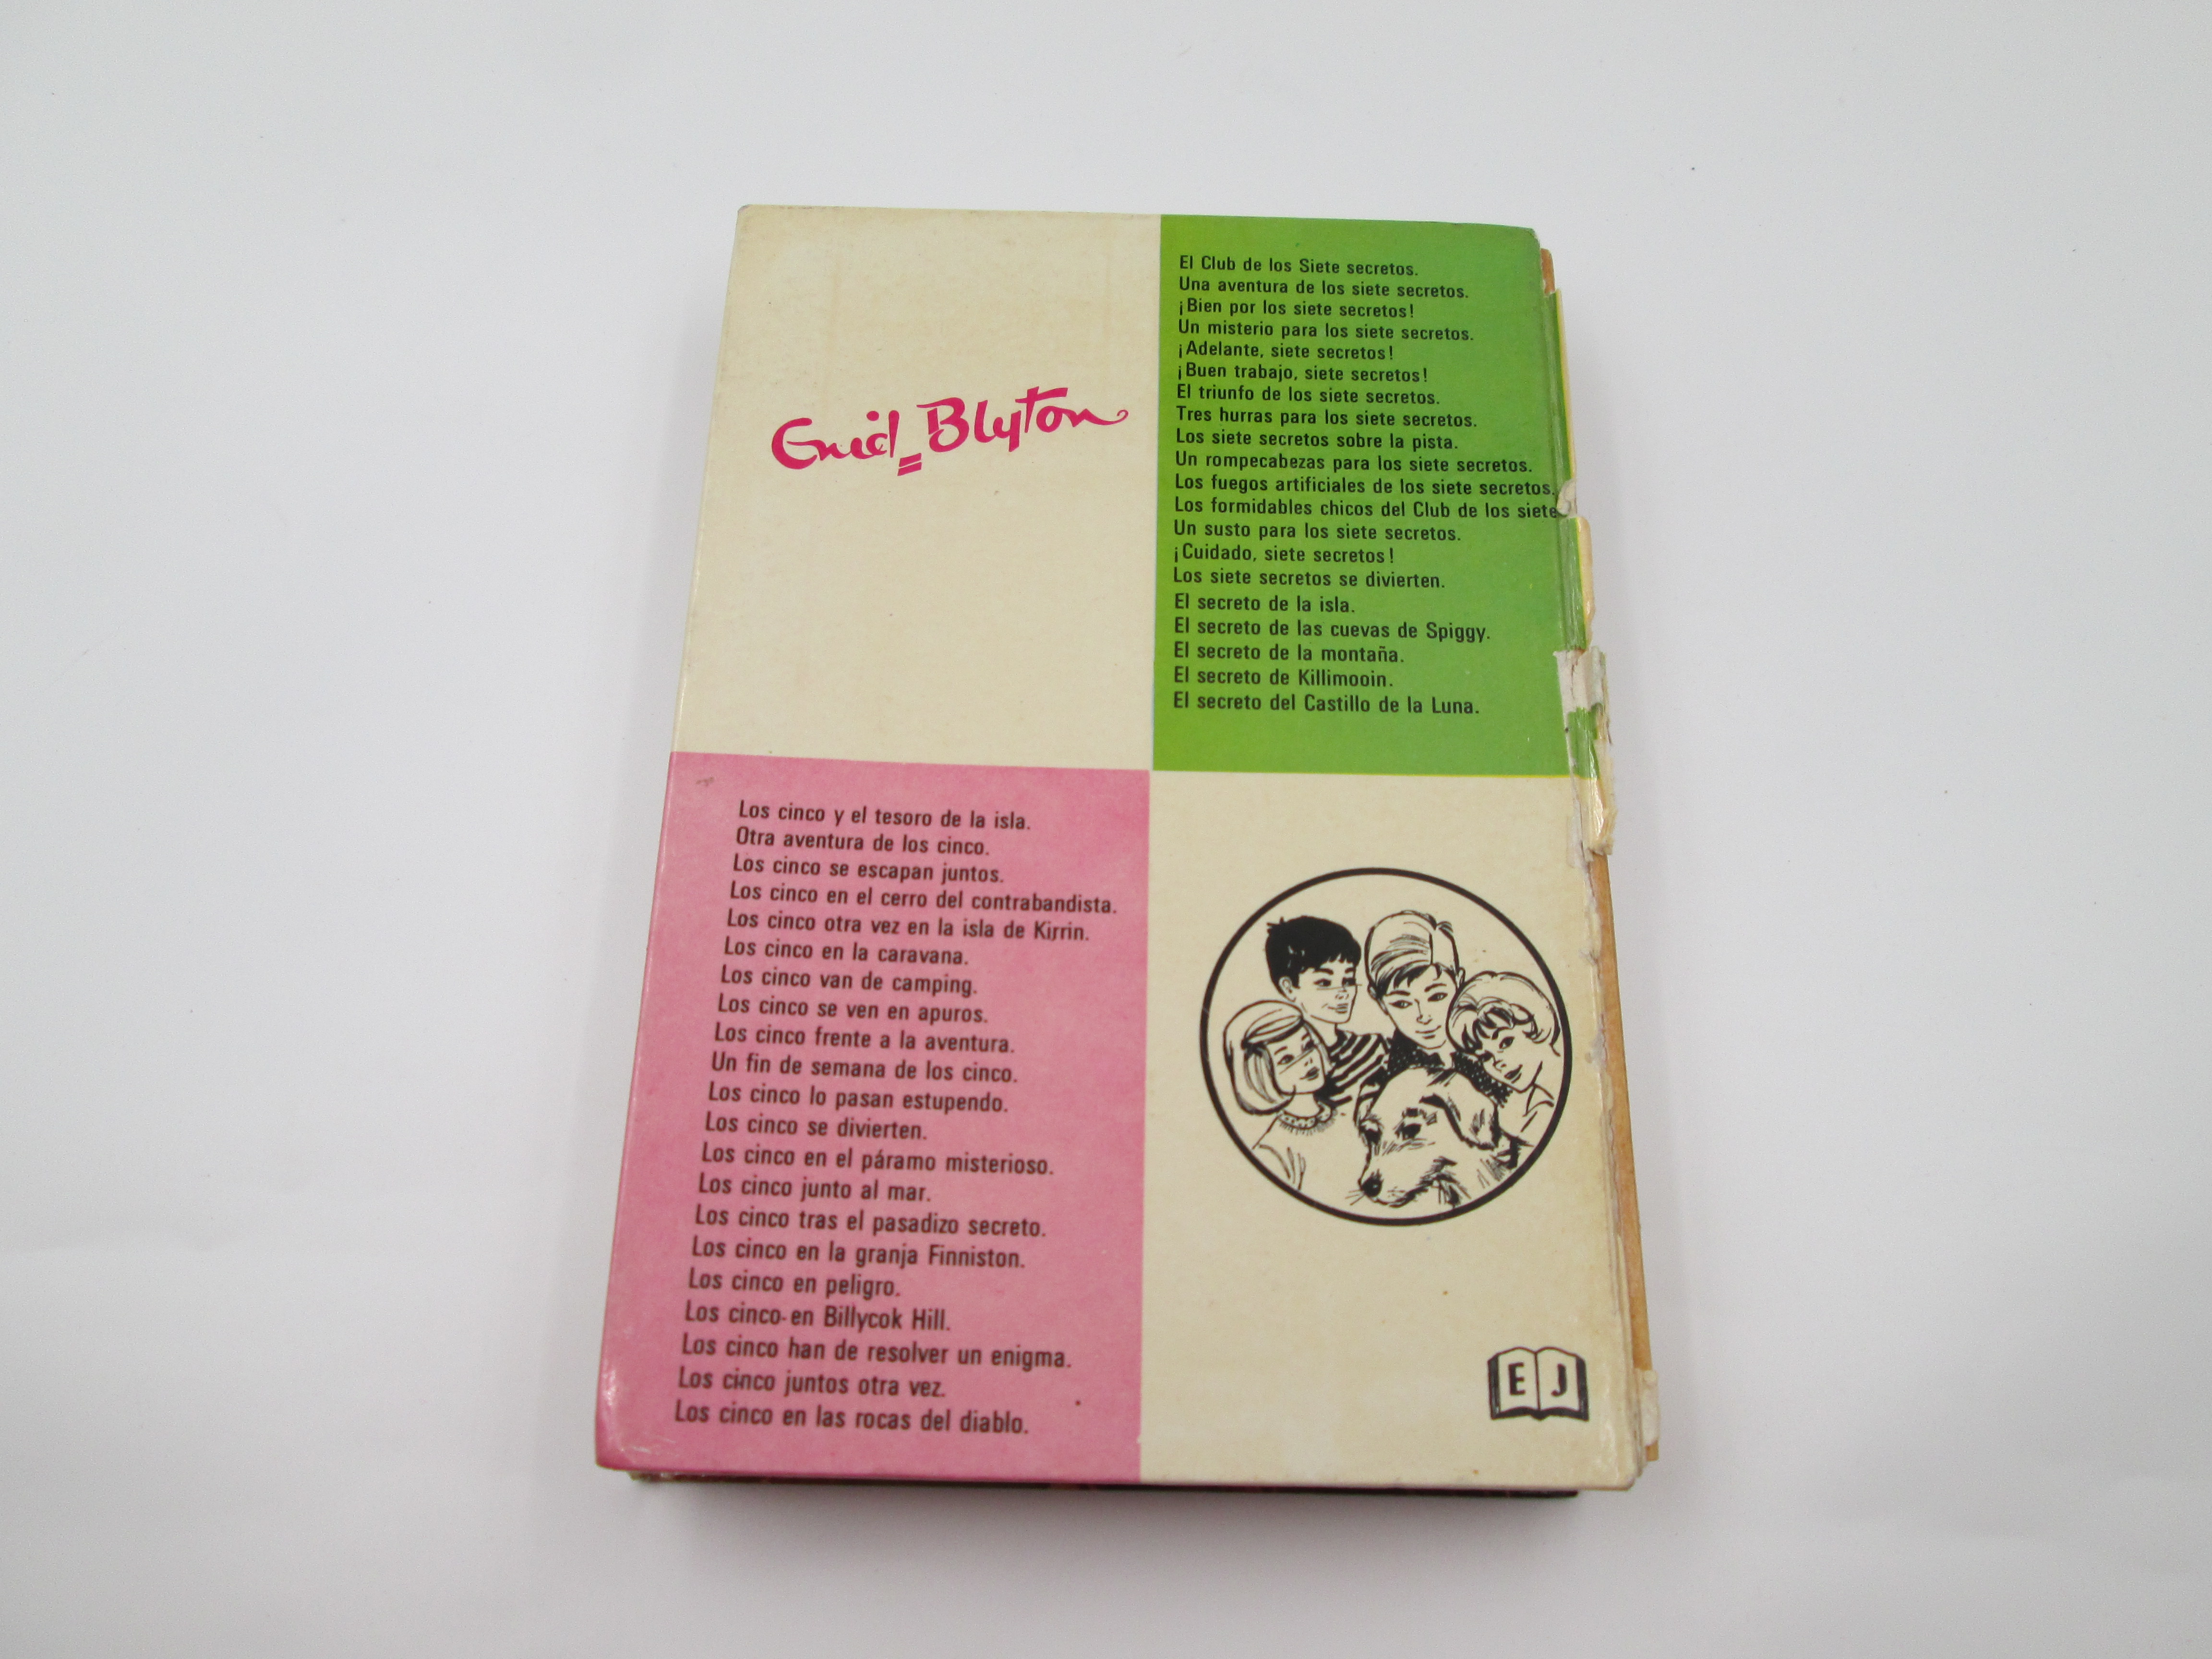 Enid Blyton
El Club de los Siete secretos.
Una aventura de los siete secretos.
¡Bien por los siete secretos!
Un misterio para los siete secretos.
¡Adelante, siete secretos!
¡Buen trabajo, siete secretos!
El triunfo de los siete secretos.
Tres hurras para los siete secretos.
Los siete secretos sobre la pista.
Un rompecabezas para los siete secretos.
Los fuegos artificiales de los siete secretos.
Los formidables chicos del Club de los siete
Un susto para los siete secretos.
¡Cuidado, siete secretos!
Los siete secretos se divierten.
El secreto de la isla.
El secreto de las cuevas de Spiggy.
El secreto de la montaña.
El secreto de Killimooin.
El secreto del Castillo de la Luna.
Los cinco y el tesoro de la isla.
Otra aventura de los cinco.
Los cinco se escapan juntos.
Los cinco en el cerro del contrabandista.
Los cinco otra vez en la isla de Kirrin.
Los cinco en la caravana.
Los cinco van de camping.
Los cinco se ven en apuros.
Los cinco frente a la aventura.
Un fin de semana de los cinco.
Los cinco lo pasan estupendo.
Los cinco se divierten.
Los cinco en el páramo misterioso.
Los cinco junto al mar.
Los cinco tras el pasadizo secreto.
Los cinco en la granja Finniston.
Los cinco en peligro.
Los cinco en Billycok Hill.
Los cinco han de resolver un enigma.
Los cinco juntos otra vez.
Los cinco en las rocas del diablo.
E J